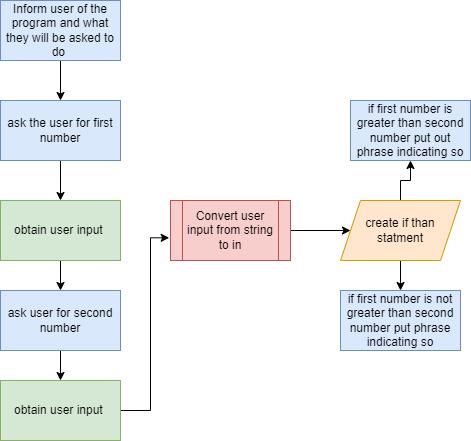 Inform user of the
program and what
they will be asked to
do
ask the user for first
number
obtain user input
ask user for second
number
obtain user input
Convert user
input from string
to in
create if than
statment
if first number is
greater than second
number put out
phrase indicating so
if first number is not
greater than second
number put phrase
indicating so